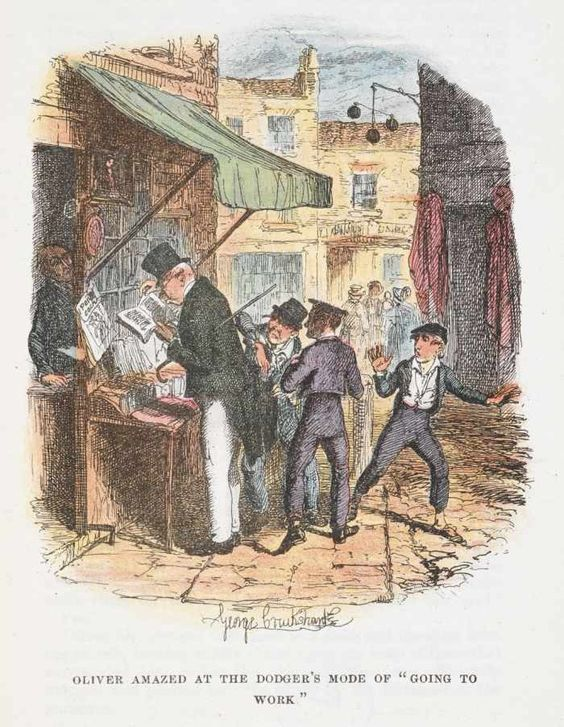 George Cruikshank
OLIVER AMAZED AT THE DODGER'S MODE OF "GOING TO
WORK"